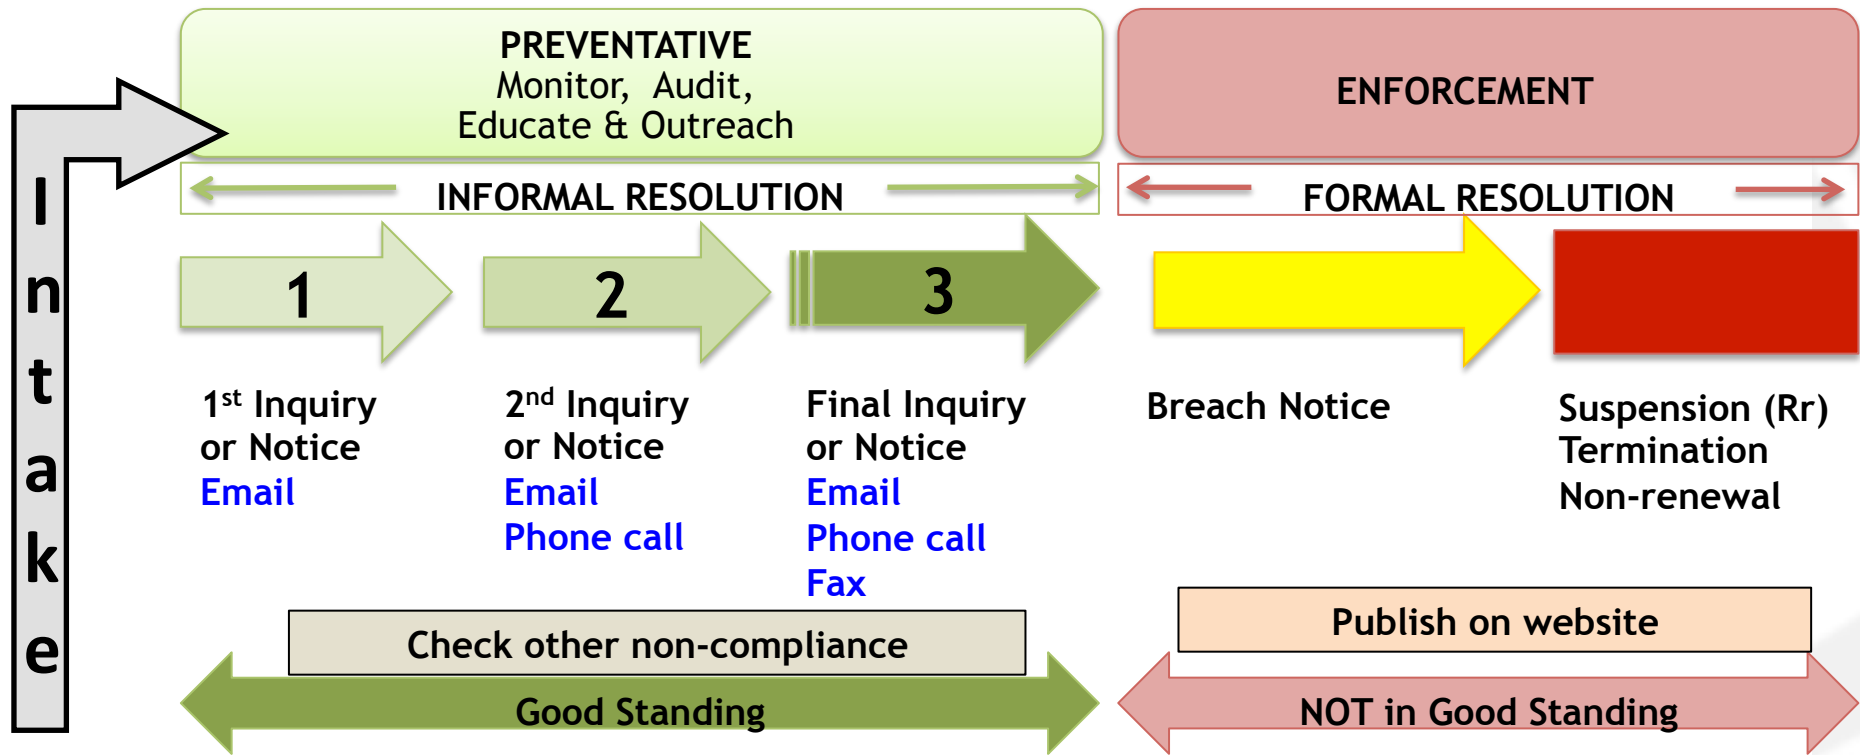 Intake
PREVENTATIVE
Monitor, Audit,
Educate & Outreach
ENFORCEMENT
INFORMAL RESOLUTION
FORMAL RESOLUTION
1
2
3
1st Inquiry
or Notice
Email
2nd Inquiry
or Notice
Email
Phone call
Final Inquiry
or Notice
Email
Phone call
Fax
Breach Notice
Suspension (Rr)
Termination
Non-renewal
Check other non-compliance
Publish on website
Good Standing
NOT in Good Standing